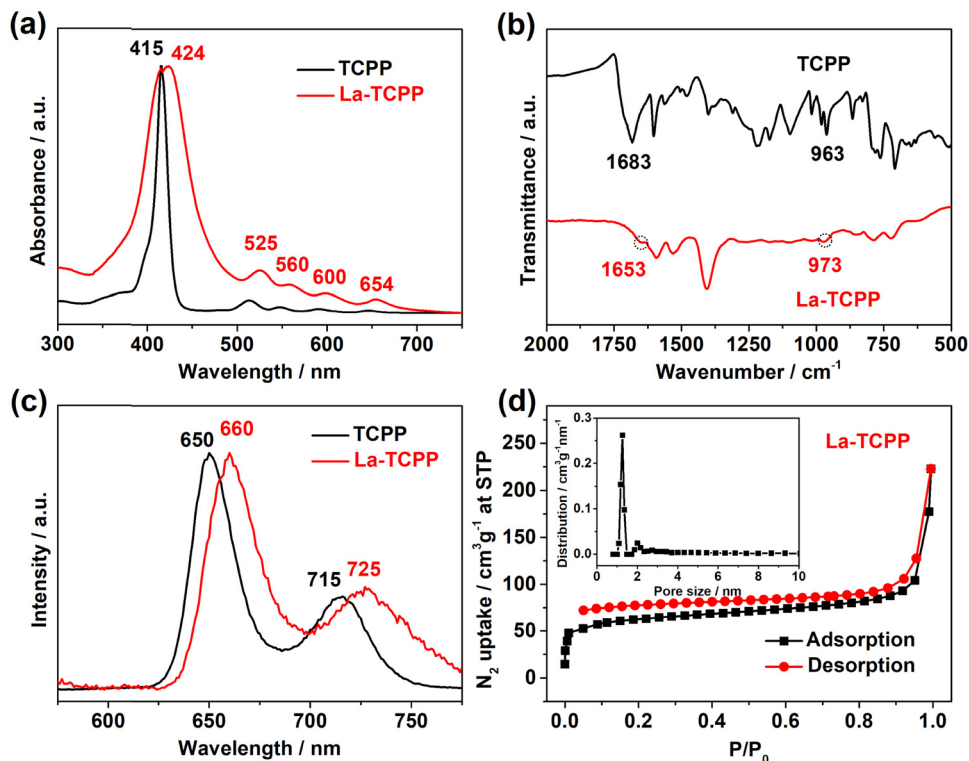 (a)
415
424
TCPP
La-TCPP
525
560
600
654
Absorbance / a.u.
300
400
500
600
700
Wavelength / nm
(b)
TCPP
1683
963
1653
973
La-TCPP
Transmittance / a.u.
2000
1750
1500
1250
1000
750
500
Wavenumber / cm⁻¹
(c)
650
660
TCPP
La-TCPP
715
725
Intensity / a.u.
600
650
700
750
Wavelength / nm
(d)
La-TCPP
N₂ uptake / cm³g⁻¹ at STP
250
225
200
175
150
125
100
75
50
25
0
0.3
0.2
0.1
0.0
Distribution / cm³g⁻¹nm⁻¹
0
2
4
6
8
10
Pore size / nm
Adsorption
Desorption
0.0
0.2
0.4
0.6
0.8
1.0
P/P₀